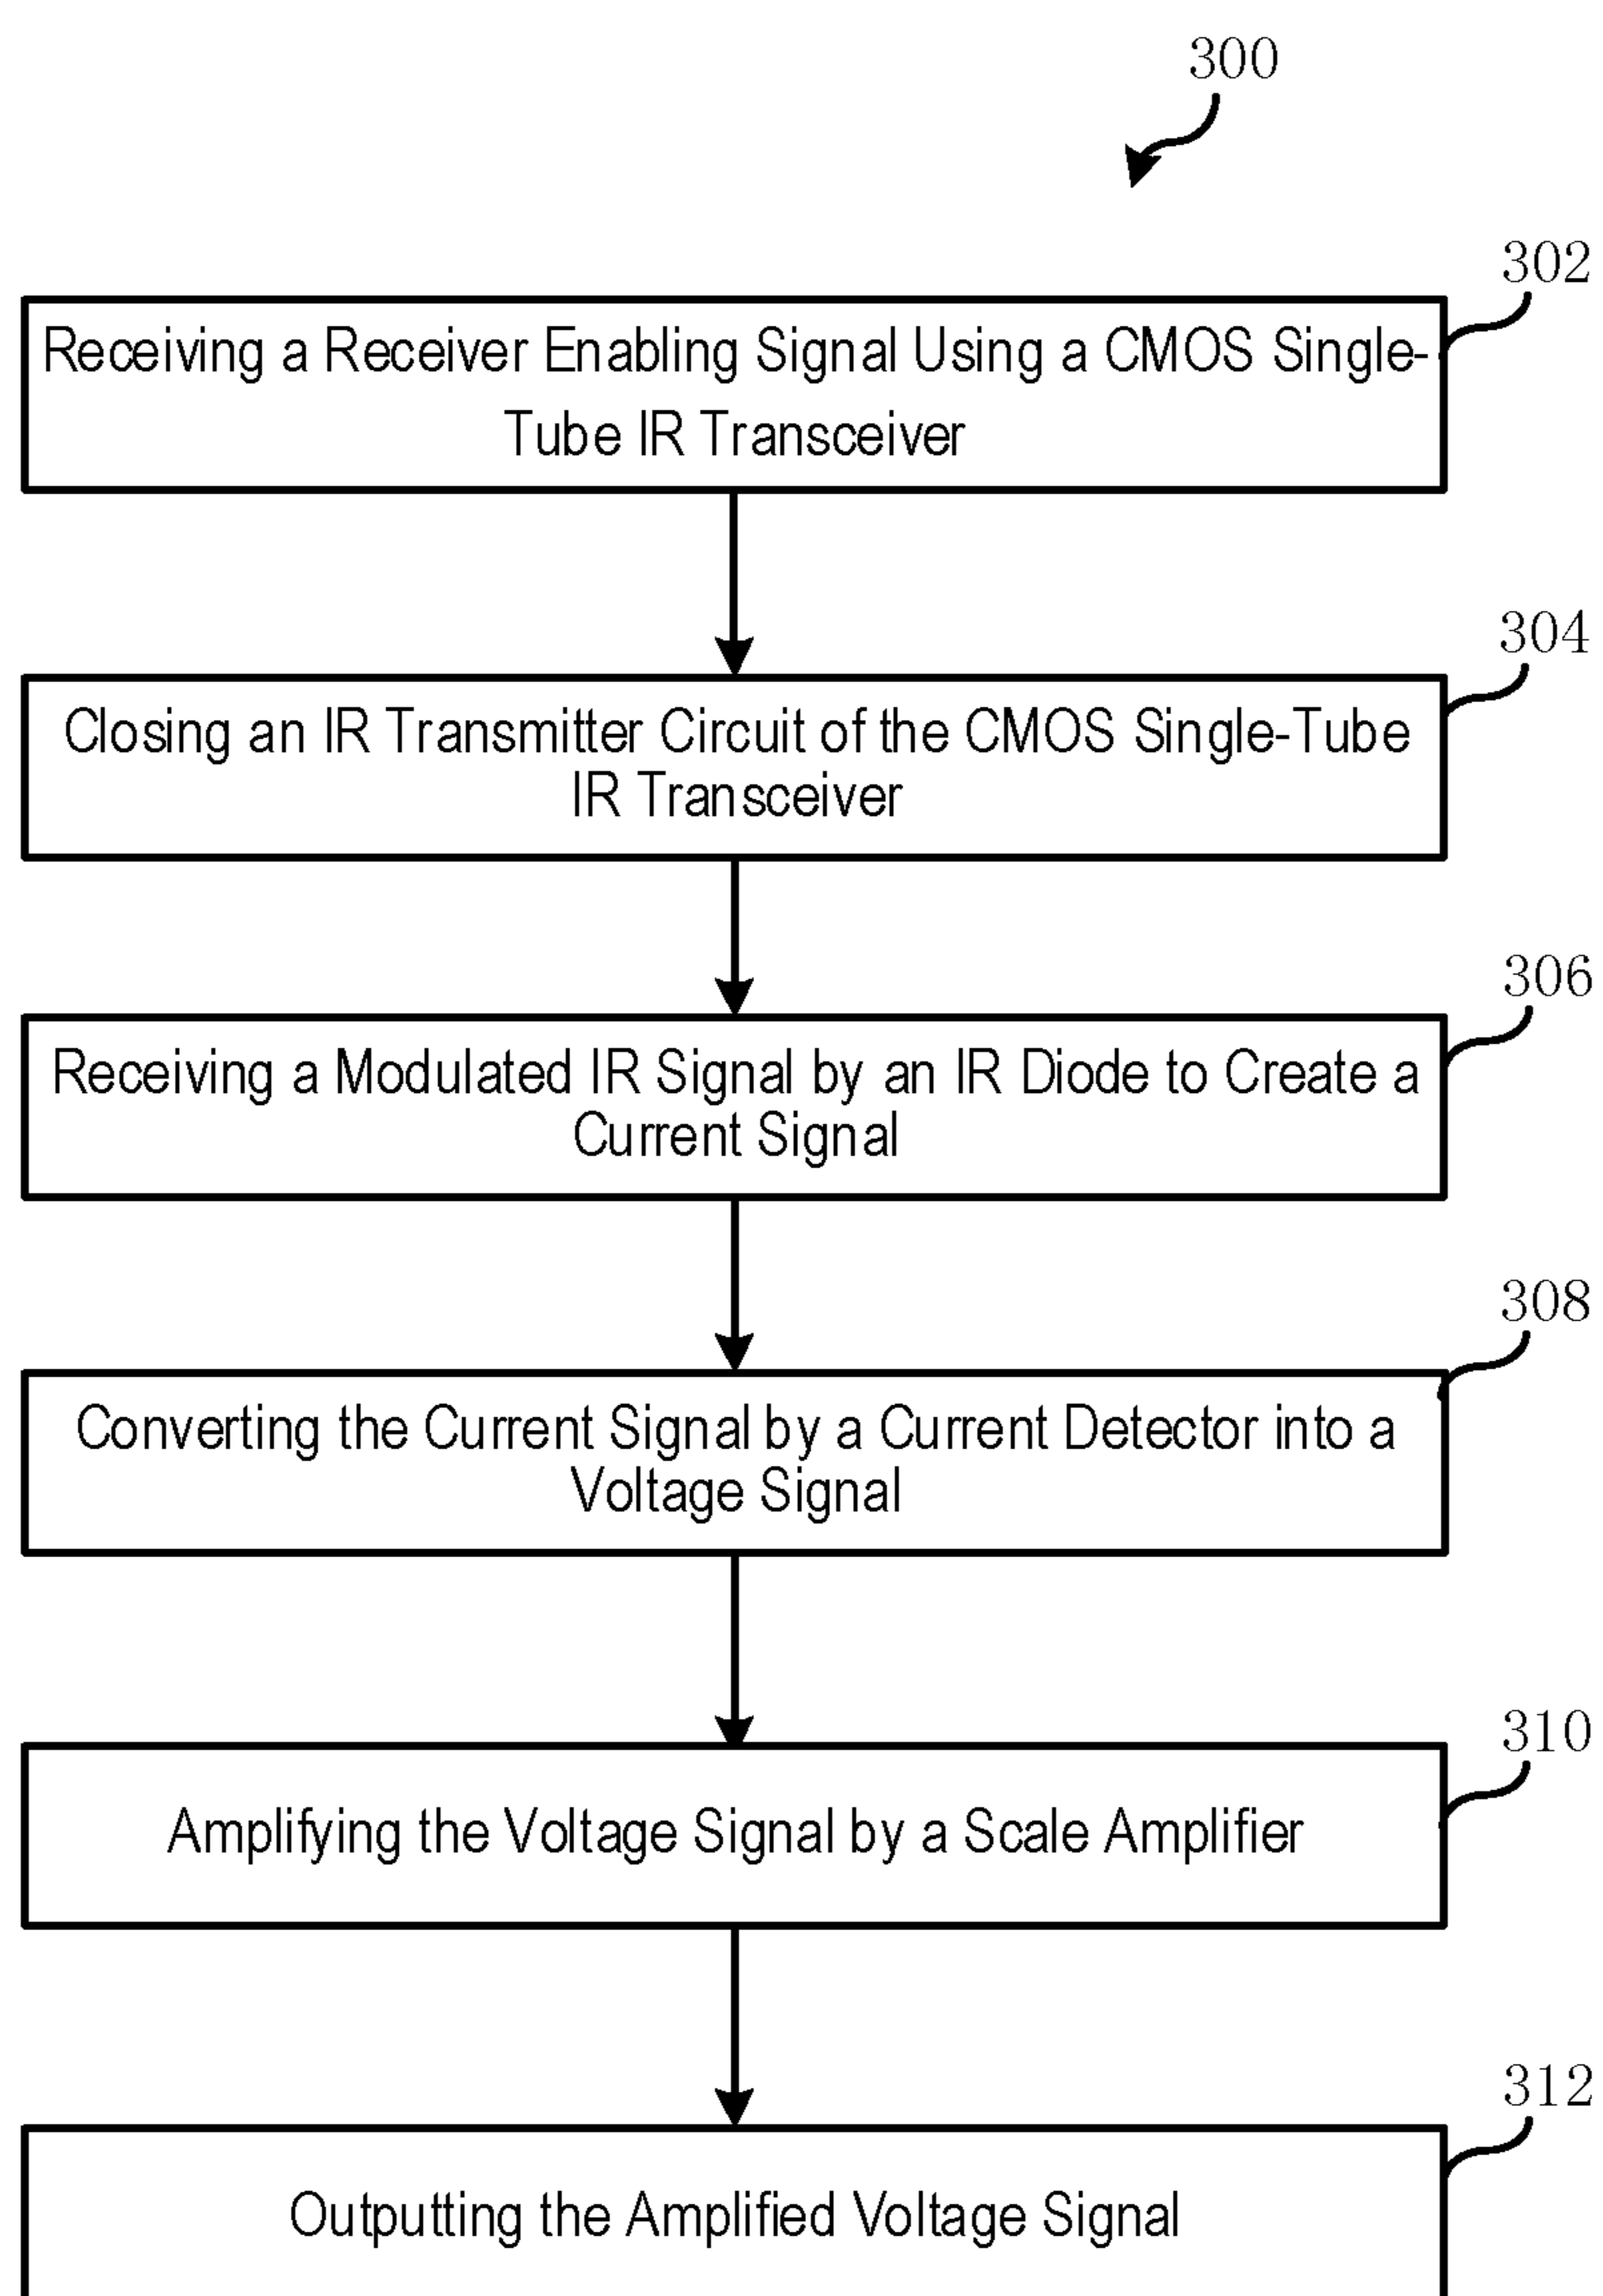 300
302
Receiving a Receiver Enabling Signal Using a CMOS Single-
Tube IR Transceiver
304
Closing an IR Transmitter Circuit of the CMOS Single-Tube
IR Transceiver
306
Receiving a Modulated IR Signal by an IR Diode to Create a
Current Signal
308
Converting the Current Signal by a Current Detector into a
Voltage Signal
310
Amplifying the Voltage Signal by a Scale Amplifier
312
Outputting the Amplified Voltage Signal